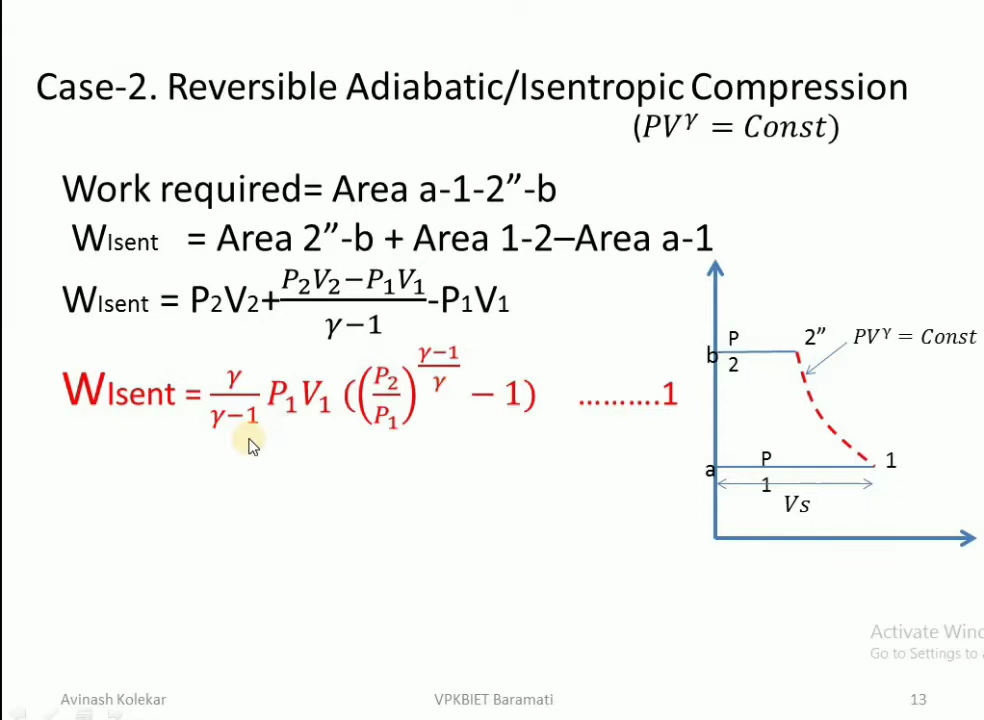 Case-2. Reversible Adiabatic/Isentropic Compression
(PV^γ = Const)
Work required= Area a-1-2”-b
WIsent = Area 2”-b + Area 1-2–Area a-1
WIsent = P2V2+(P₂V₂−P₁V₁)/(γ−1)-P1V1
WIsent = γ/(γ−1) P₁V₁ ((P₂/P₁)^((γ−1)/γ) − 1) ..........1
P 2
2”
PV^γ = Const
b
a
P 1
1
Vs
Activate Wind
Go to Settings to a
Avinash Kolekar VPKBIET Baramati 13